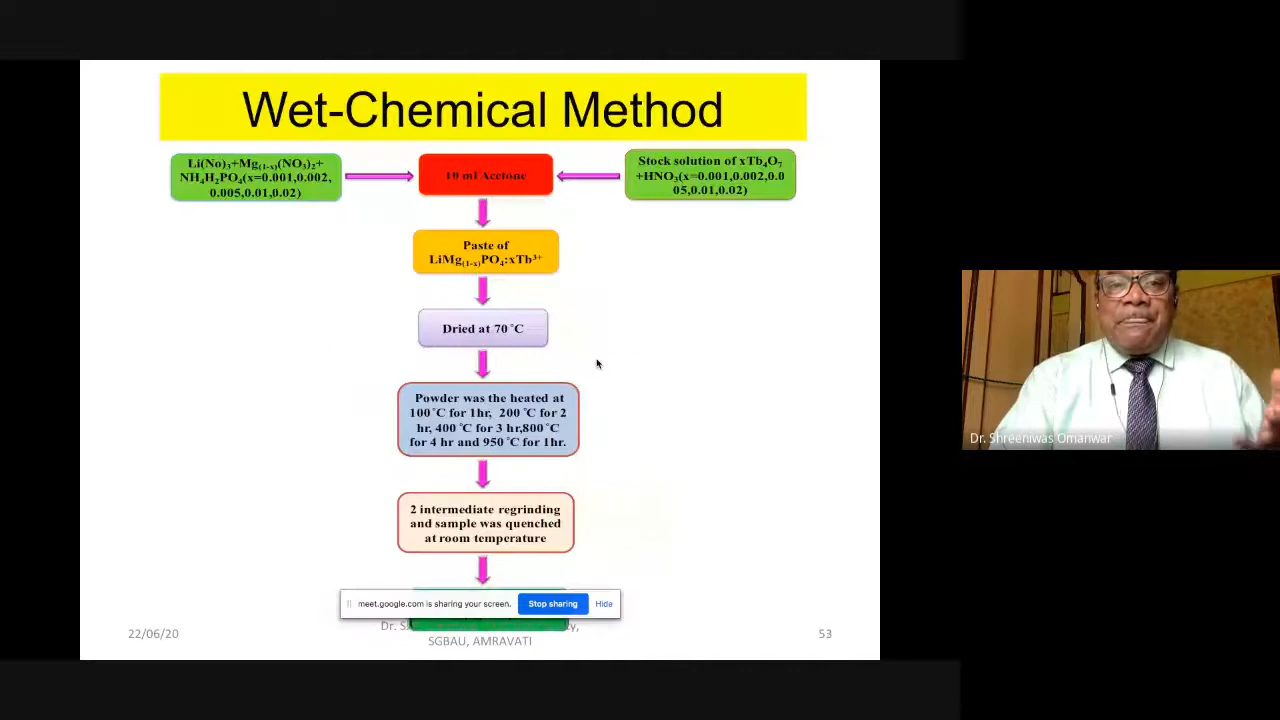 Wet-Chemical Method
Li(No)₃+Mg₍₁₋ₓ₎(NO₃)₂+
NH₄H₂PO₄(x=0.001,0.002,
0.005,0.01,0.02)
10 ml Acetone
Stock solution of xTb₄O₇
+HNO₃(x=0.001,0.002,0.0
05,0.01,0.02)
Paste of
LiMg₍₁₋ₓ₎PO₄:xTb³⁺
Dried at 70°C
Powder was the heated at
100°C for 1hr, 200°C for 2
hr, 400°C for 3 hr,800°C
for 4 hr and 950°C for 1hr.
2 intermediate regrinding
and sample was quenched
at room temperature
meet.google.com is sharing your screen.
Stop sharing
Hide
22/06/20
Dr.
SGBAU, AMRAVATI
53
Dr. Shreeniwas Omanwar